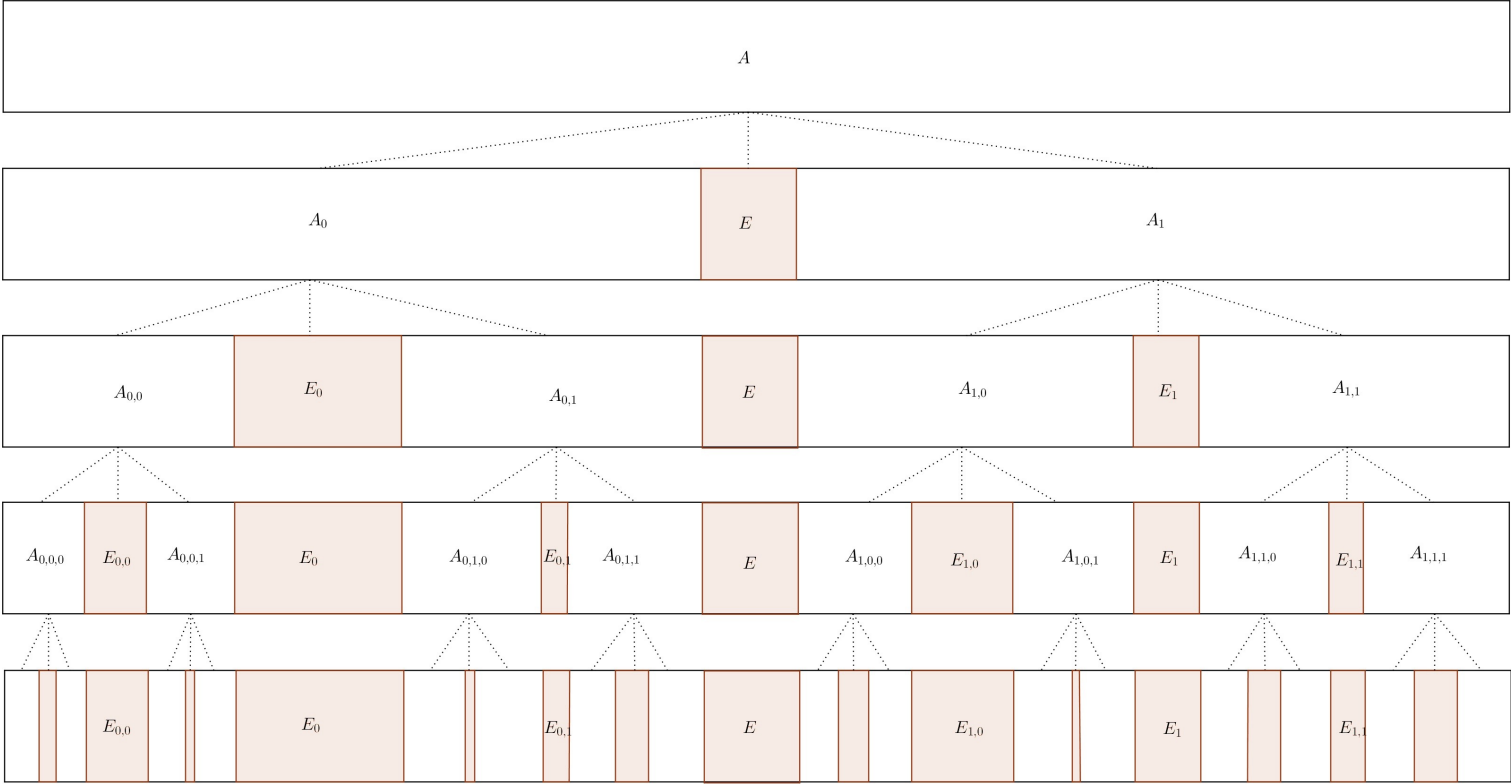 A
A₀ E A₁
A₀,₀ E₀ A₀,₁ E A₁,₀ E₁ A₁,₁
A₀,₀,₀ E₀,₀ A₀,₀,₁ E₀ A₀,₁,₀ E₀,₁ A₀,₁,₁ E A₁,₀,₀ E₁,₀ A₁,₀,₁ E₁ A₁,₁,₀ E₁,₁ A₁,₁,₁
E₀,₀ E₀ E₀,₁ E E₁,₀ E₁ E₁,₁